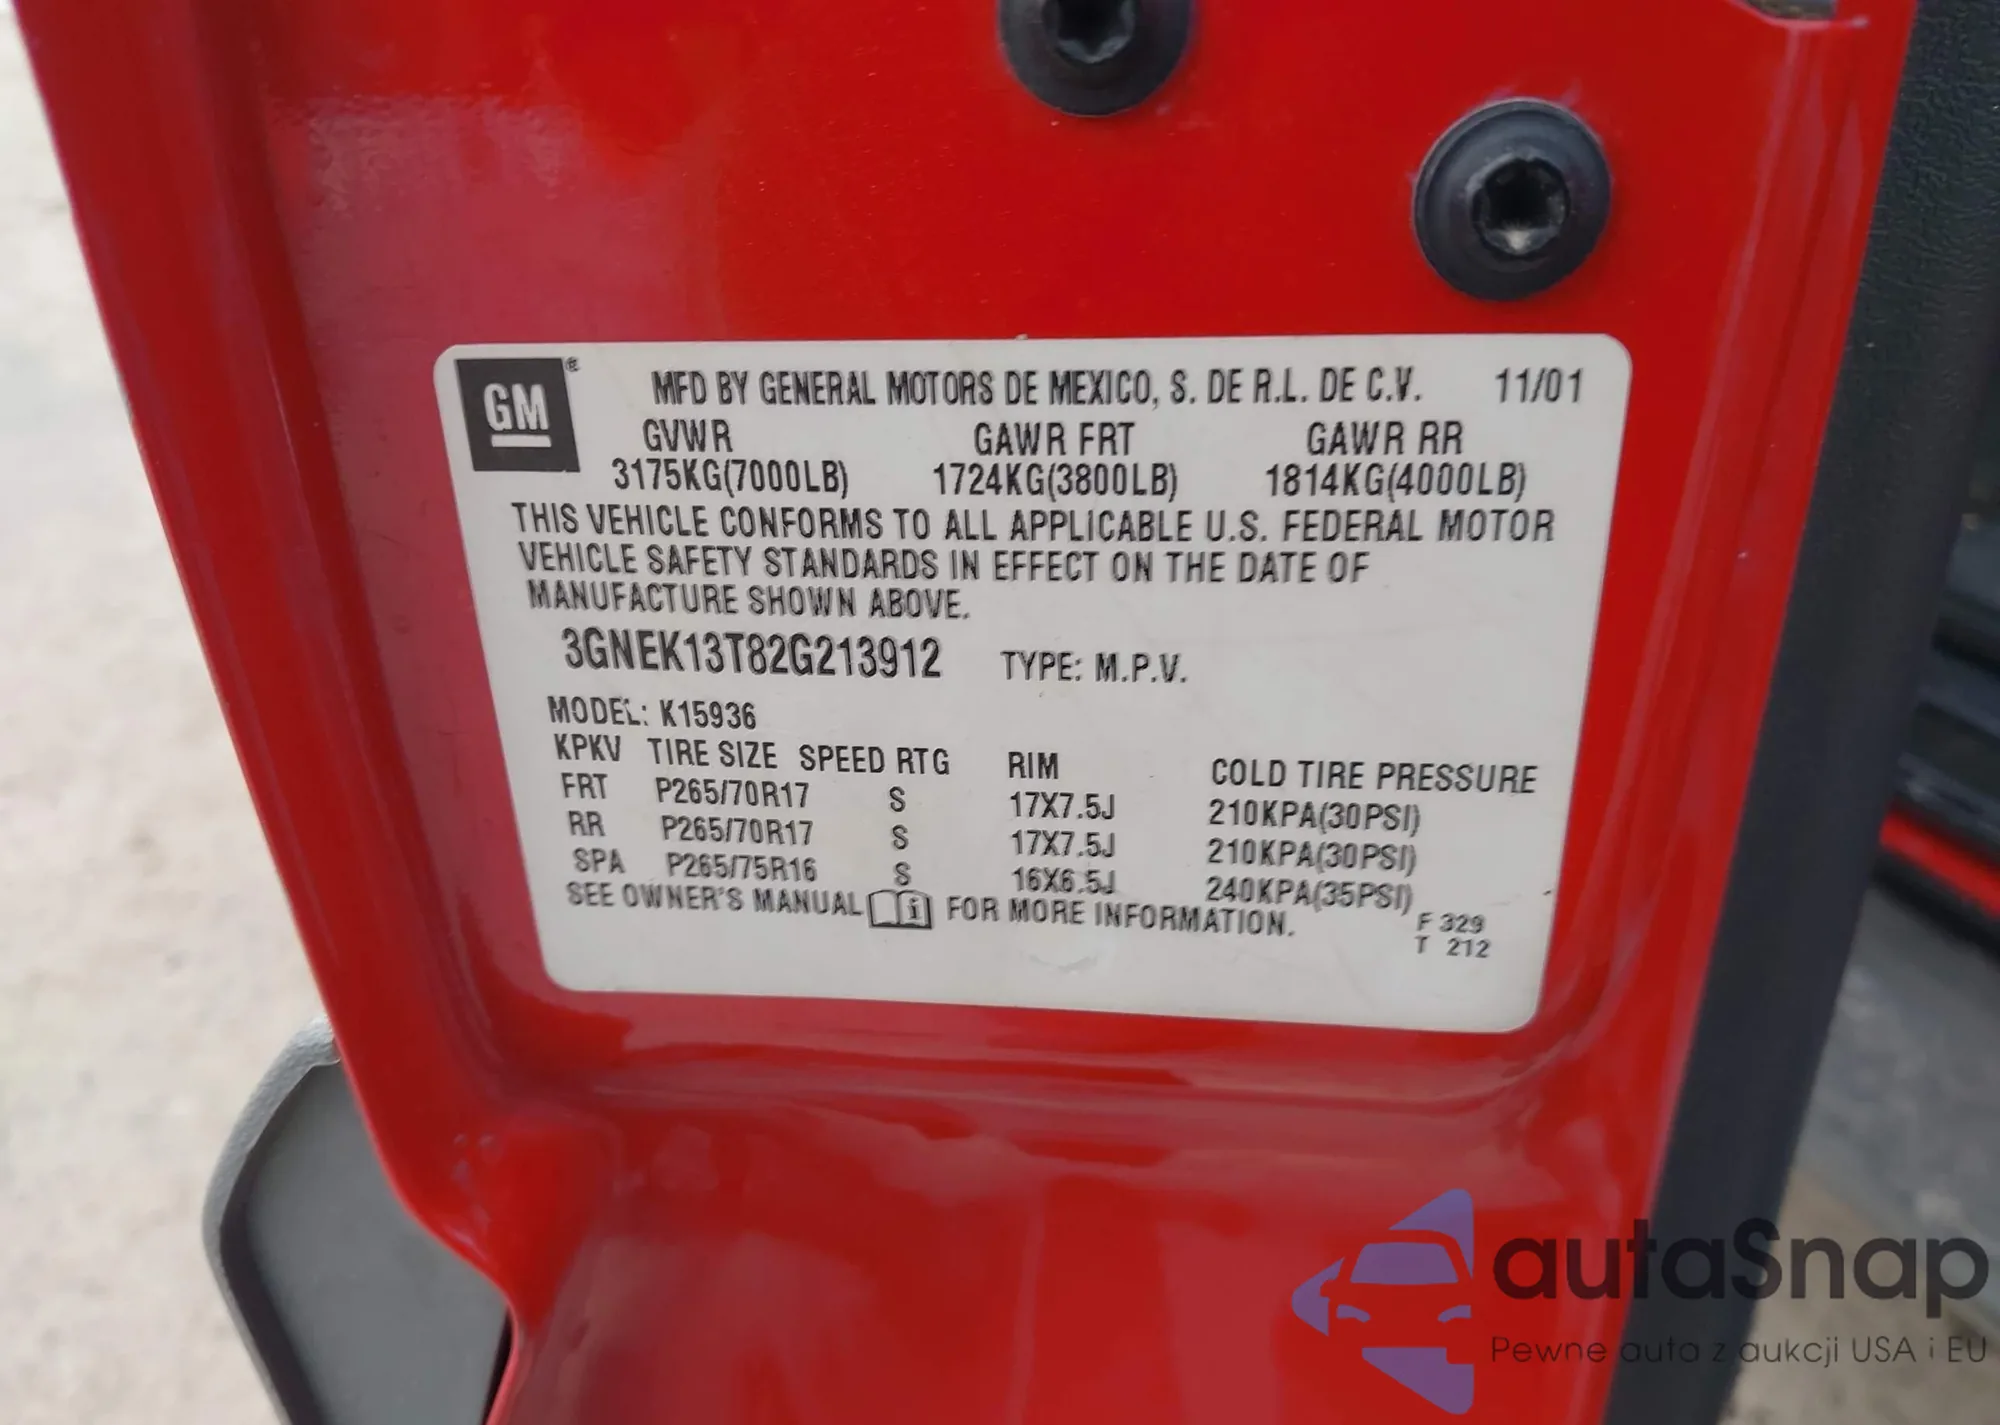 GM®
MFD BY GENERAL MOTORS DE MEXICO, S. DE R.L. DE C.V. 11/01
GVWR GAWR FRT GAWR RR
3175KG(7000LB) 1724KG(3800LB) 1814KG(4000LB)
THIS VEHICLE CONFORMS TO ALL APPLICABLE U.S. FEDERAL MOTOR
VEHICLE SAFETY STANDARDS IN EFFECT ON THE DATE OF
MANUFACTURE SHOWN ABOVE.
3GNEK13T82G213912 TYPE: M.P.V.
MODEL: K15936
KPKV TIRE SIZE SPEED RTG RIM COLD TIRE PRESSURE
FRT P265/70R17 S 17X7.5J 210KPA(30PSI)
RR P265/70R17 S 17X7.5J 210KPA(30PSI)
SPA P265/75R16 S 16X6.5J 240KPA(35PSI)
SEE OWNER'S MANUAL i FOR MORE INFORMATION.
F 329
T 212
autaSnap
Pewne auta z aukcji USA i EU